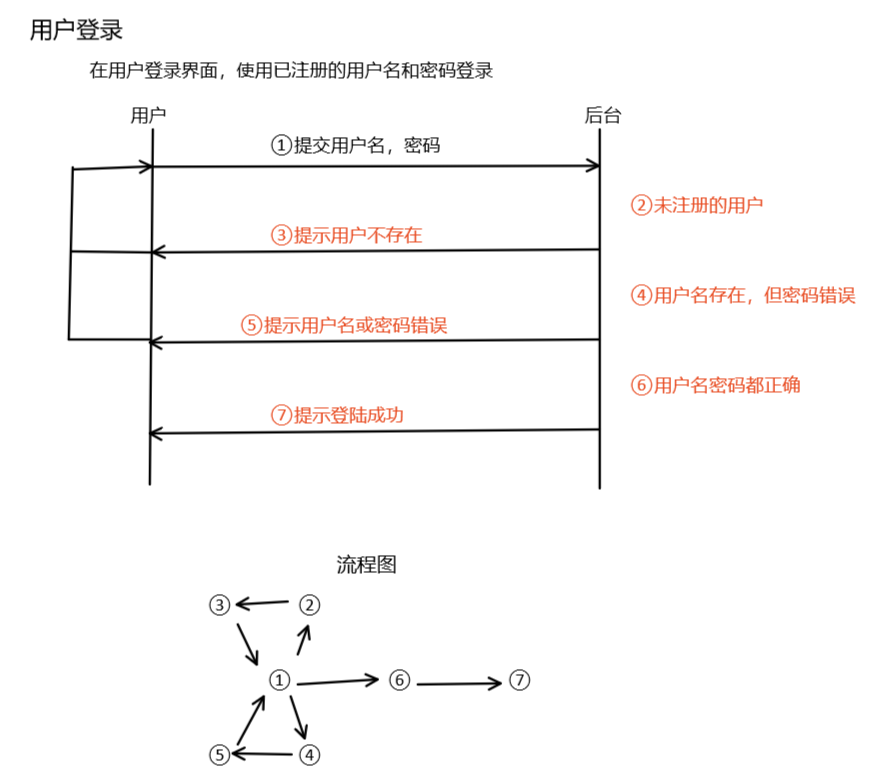 用户登录
在用户登录界面，使用已注册的用户名和密码登录
用户
后台
①提交用户名，密码
②未注册的用户
③提示用户不存在
④用户名存在，但密码错误
⑤提示用户名或密码错误
⑥用户名密码都正确
⑦提示登陆成功
流程图
③ ②
① ⑥ ⑦
⑤ ④